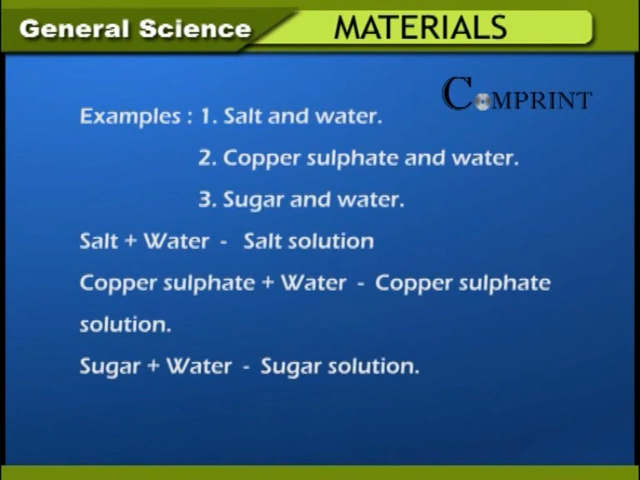 General Science
MATERIALS
COMPRINT
Examples : 1. Salt and water.
2. Copper sulphate and water.
3. Sugar and water.
Salt + Water - Salt solution
Copper sulphate + Water - Copper sulphate
solution.
Sugar + Water - Sugar solution.